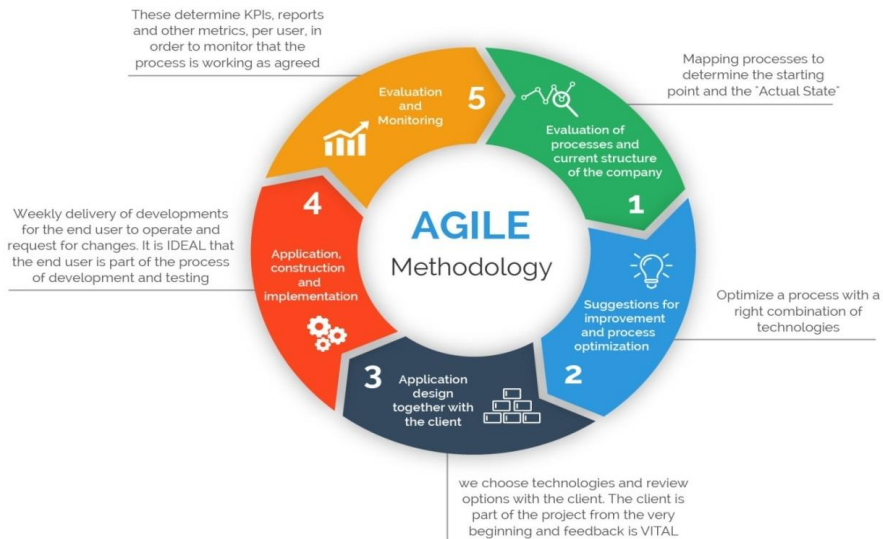 These determine KPIs, reports
and other metrics, per user, in
order to monitor that the
process is working as agreed
Evaluation
and
Monitoring
5
Mapping processes to
determine the starting
point and the "Actual State"
Evaluation of
processes and
current structure
of the company
1
AGILE
Methodology
Weekly delivery of developments
for the end user to operate and
request for changes. It is IDEAL that
the end user is part of the process
of development and testing
4
Application,
construction
and
implementation
Suggestions for
improvement
and process
optimization
2
Optimize a process with a
right combination of
technologies
3
Application
design
together with
the client
we choose technologies and review
options with the client. The client is
part of the project from the very
beginning and feedback is VITAL